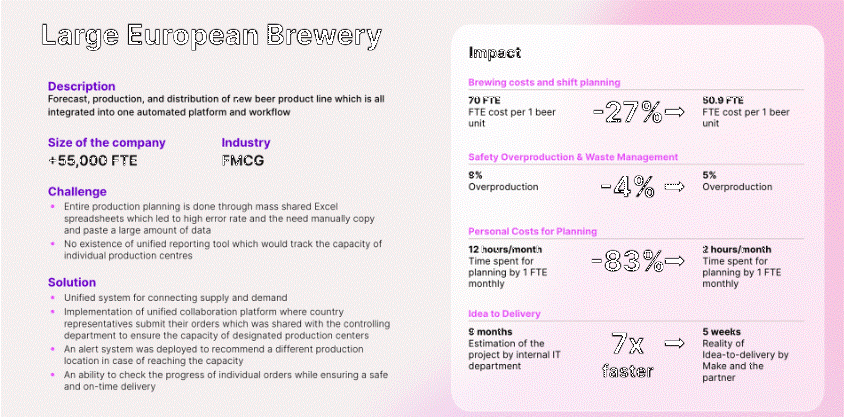 Large European Brewery
Description
Forecast, production, and distribution of new beer product line which is all
integrated into one automated platform and workflow
Size of the company
+55,000 FTE
Industry
FMCG
Challenge
Entire production planning is done through mass shared Excel
spreadsheets which led to high error rate and the need manually copy
and paste a large amount of data
No existence of unified reporting tool which would track the capacity of
individual production centres
Solution
Unified system for connecting supply and demand
Implementation of unified collaboration platform where country
representatives submit their orders which was shared with the controlling
department to ensure the capacity of designated production centers
An alert system was deployed to recommend a different production
location in case of reaching the capacity
An ability to check the progress of individual orders while ensuring a safe
and on-time delivery
Impact
Brewing costs and shift planning
70 FTE
FTE cost per 1 beer
unit
-27%
50.9 FTE
FTE cost per 1 beer
unit
Safety Overproduction & Waste Management
Overproduction
-4%
5%
Overproduction
Personal Costs for Planning
12 hours/month
Time spent for
planning by 1 FTE
monthly
-83%
2 hours/month
Time spent for
planning by 1 FTE
monthly
Idea to Delivery
months
Estimation of the
project by internal IT
department
7x
faster
5 weeks
Reality of
Idea-to-delivery by
Make and the
partner